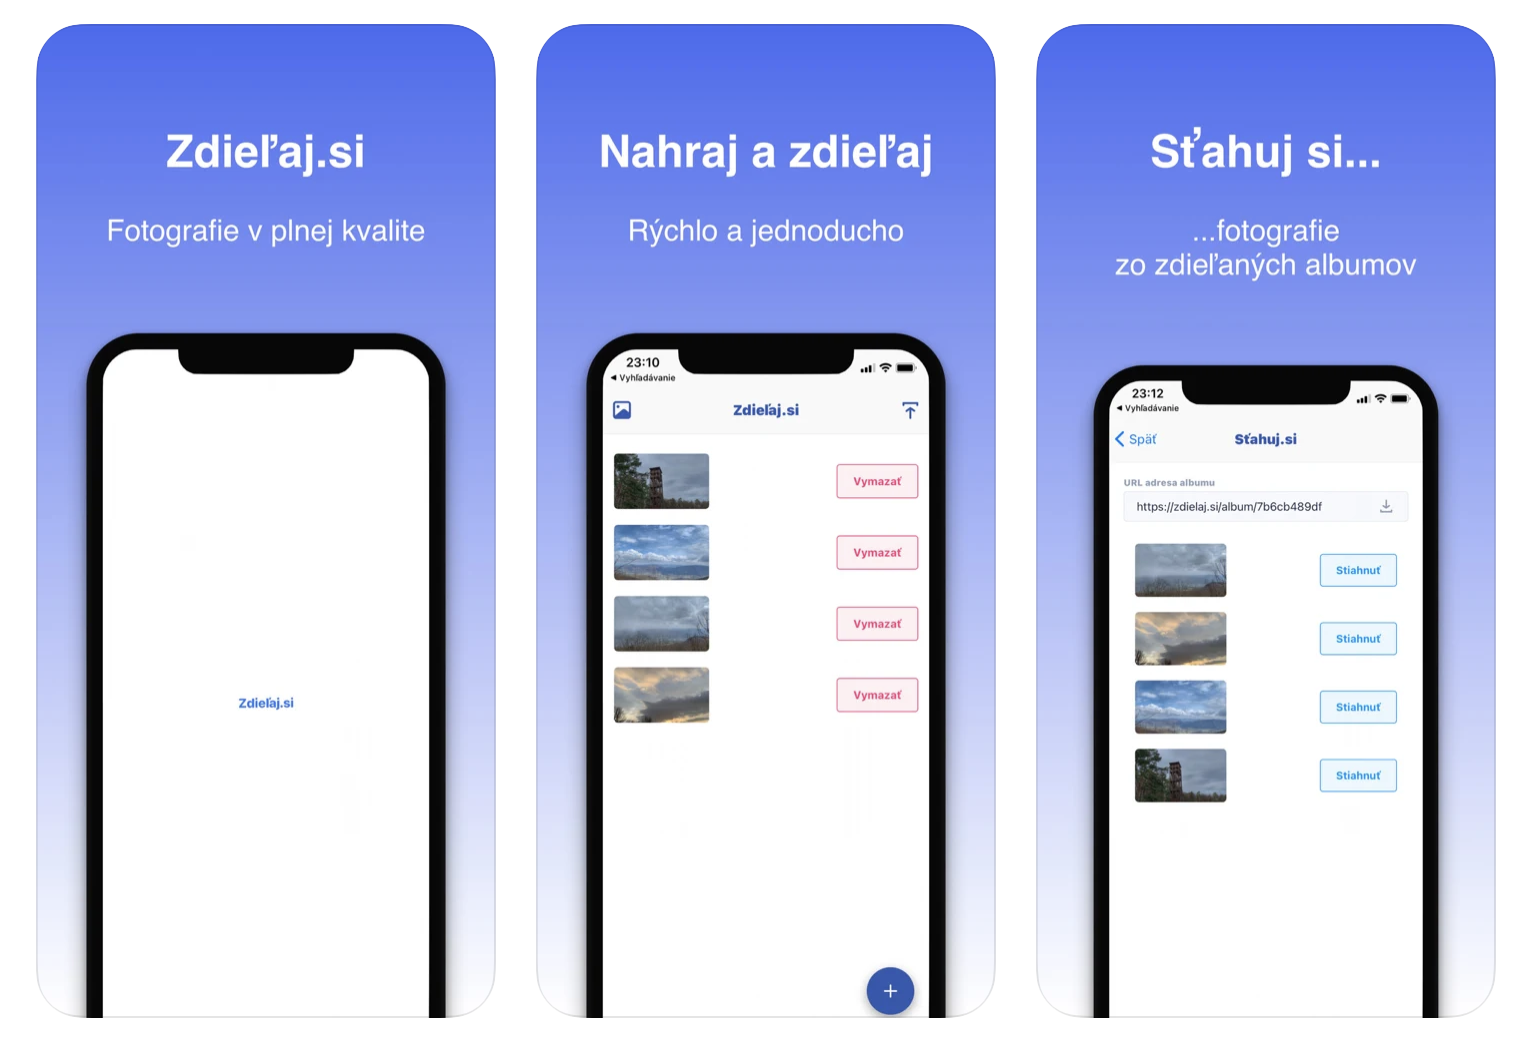 Zdieľaj.si
Fotografie v plnej kvalite
Zdieľaj.si
Nahraj a zdieľaj
Rýchlo a jednoducho
23:10
Vyhľadávanie
Zdieľaj.si
Vymazať
Vymazať
Vymazať
Vymazať
Sťahuj si...
...fotografie
zo zdieľaných albumov
23:12
Vyhľadávanie
Späť
Sťahuj.si
URL adresa albumu
https://zdielaj.si/album/7b6cb489df
Stiahnuť
Stiahnuť
Stiahnuť
Stiahnuť